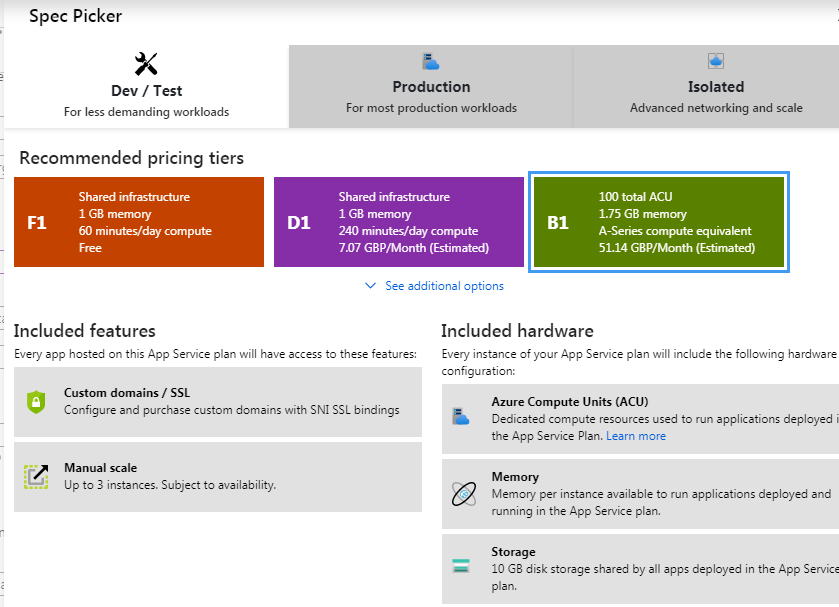 Spec Picker
Dev / Test
For less demanding workloads
Production
For most production workloads
Isolated
Advanced networking and scale
Recommended pricing tiers
F1
Shared infrastructure
1 GB memory
60 minutes/day compute
Free
D1
Shared infrastructure
1 GB memory
240 minutes/day compute
7.07 GBP/Month (Estimated)
B1
100 total ACU
1.75 GB memory
A-Series compute equivalent
51.14 GBP/Month (Estimated)
See additional options
Included features
Every app hosted on this App Service plan will have access to these features:
Custom domains / SSL
Configure and purchase custom domains with SNI SSL bindings
Manual scale
Up to 3 instances. Subject to availability.
Included hardware
Every instance of your App Service plan will include the following hardware
configuration:
Azure Compute Units (ACU)
Dedicated compute resources used to run applications deployed
the App Service Plan. Learn more
Memory
Memory per instance available to run applications deployed and
running in the App Service plan.
Storage
10 GB disk storage shared by all apps deployed in the App Service
plan.